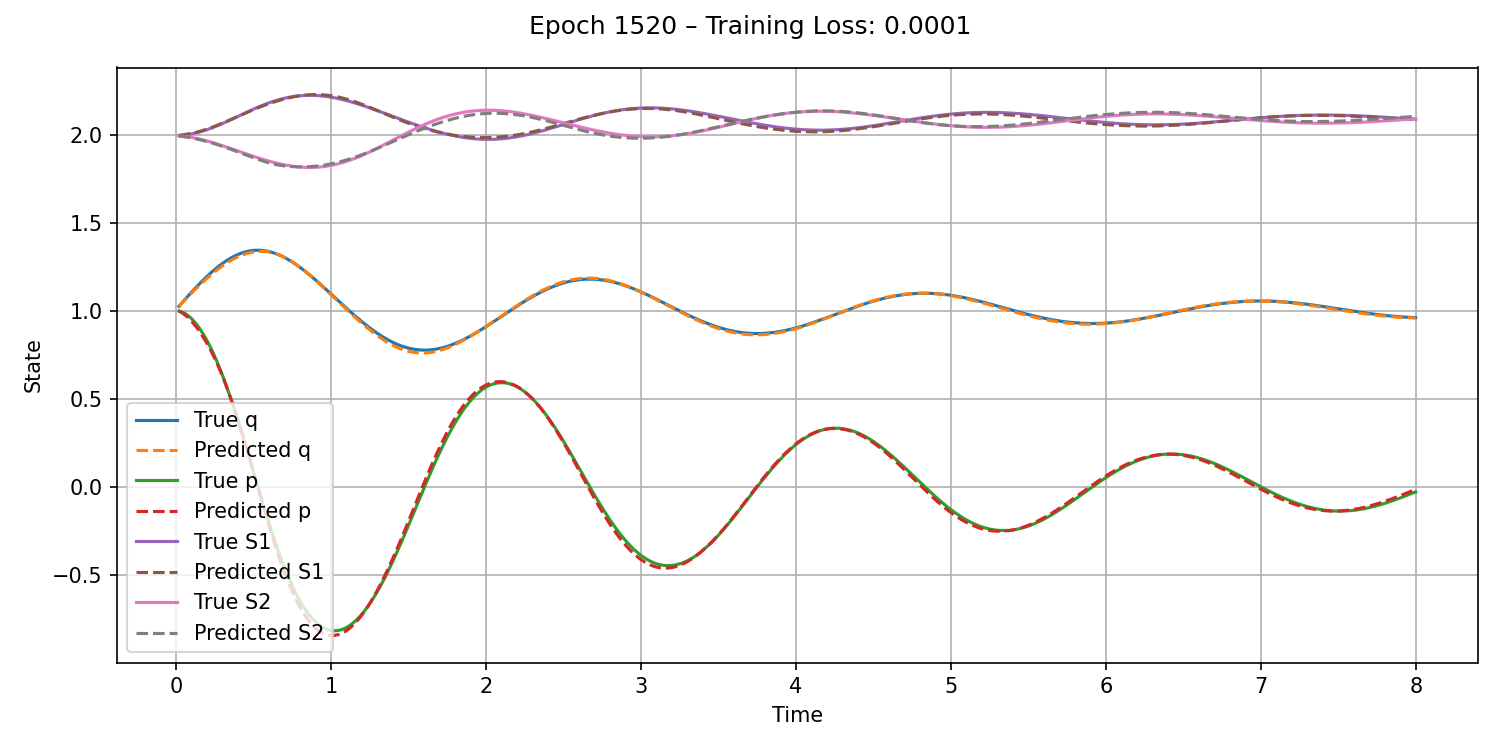 Epoch 1520 – Training Loss: 0.0001
State
2.0
1.5
1.0
0.5
0.0
−0.5
True q
Predicted q
True p
Predicted p
True S1
Predicted S1
True S2
Predicted S2
0 1 2 3 4 5 6 7 8
Time